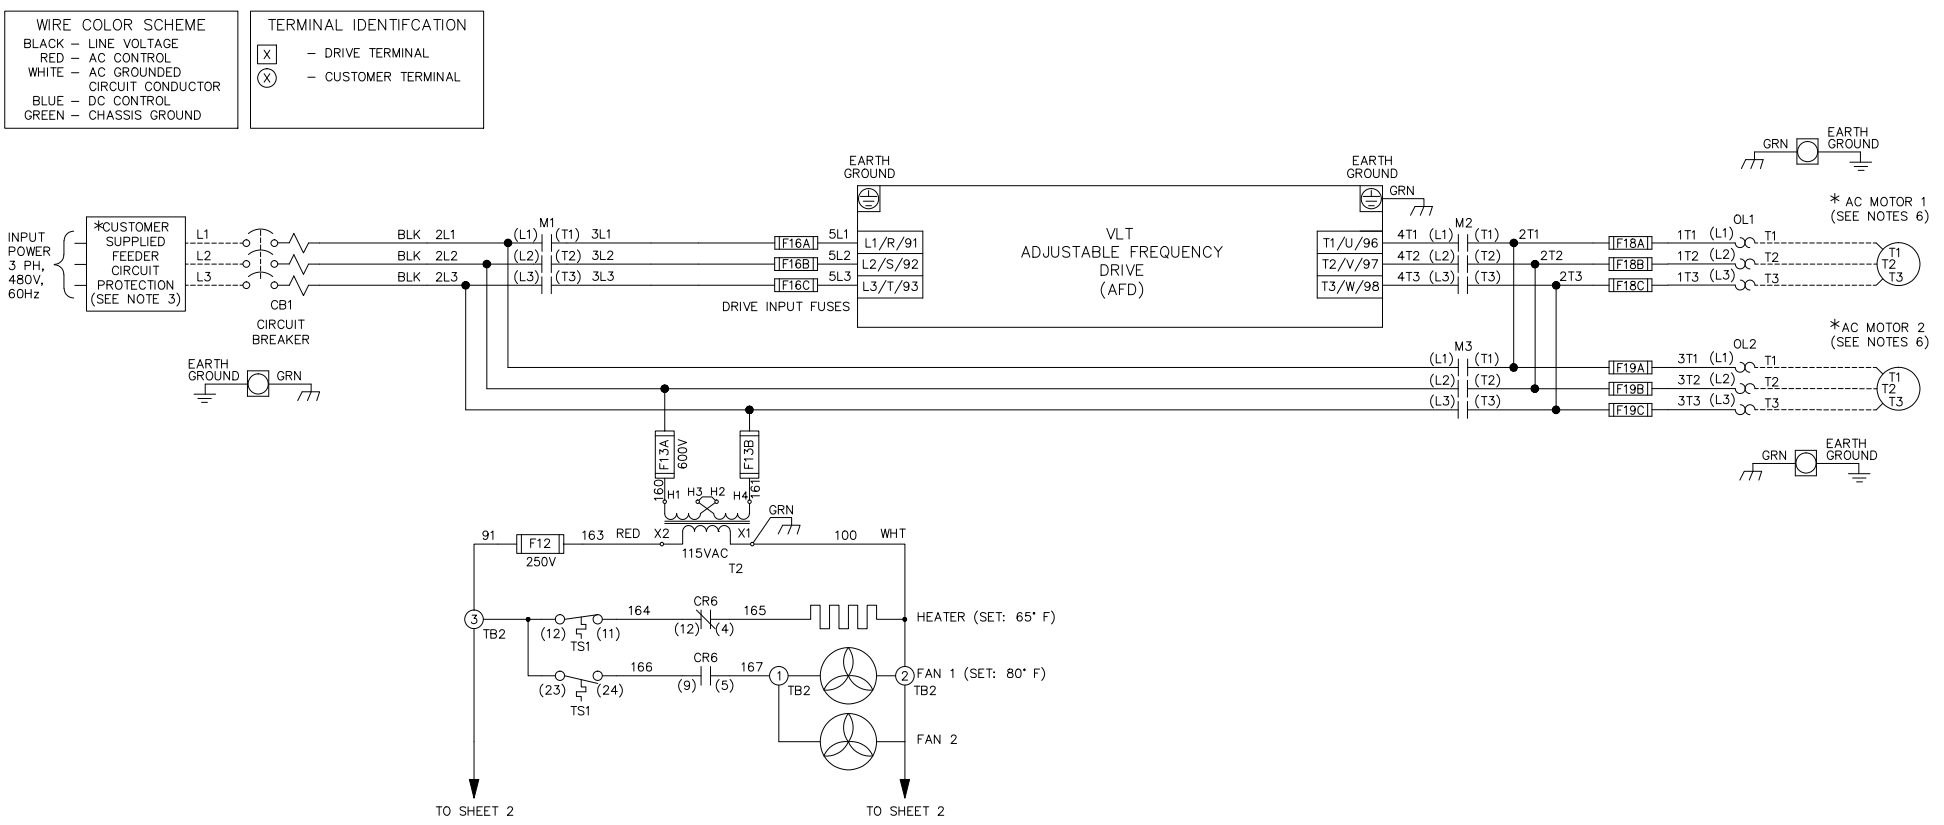 WIRE COLOR SCHEME
BLACK – LINE VOLTAGE
RED – AC CONTROL
WHITE – AC GROUNDED
CIRCUIT CONDUCTOR
BLUE – DC CONTROL
GREEN – CHASSIS GROUND
TERMINAL IDENTIFCATION
X – DRIVE TERMINAL
X – CUSTOMER TERMINAL
INPUT
POWER
3 PH,
480V,
60Hz
*CUSTOMER
SUPPLIED
FEEDER
CIRCUIT
PROTECTION
(SEE NOTE 3)
L1
L2
L3
CB1
CIRCUIT
BREAKER
EARTH
GROUND
GRN
BLK 2L1
BLK 2L2
BLK 2L3
M1
(L1) (T1) 3L1
(L2) (T2) 3L2
(L3) (T3) 3L3
F16A 5L1
F16B 5L2
F16C 5L3
DRIVE INPUT FUSES
EARTH
GROUND
L1/R/91
L2/S/92
L3/T/93
VLT
ADJUSTABLE FREQUENCY
DRIVE
(AFD)
EARTH
GROUND
GRN
T1/U/96
T2/V/97
T3/W/98
M2
4T1 (L1) (T1) 2T1
4T2 (L2) (T2) 2T2
4T3 (L3) (T3) 2T3
F18A
F18B
F18C
OL1
1T1 (L1) T1
1T2 (L2) T2
1T3 (L3) T3
GRN
EARTH
GROUND
* AC MOTOR 1
(SEE NOTES 6)
T1
T2
T3
M3
(L1) (T1)
(L2) (T2)
(L3) (T3)
F19A
F19B
F19C
OL2
3T1 (L1) T1
3T2 (L2) T2
3T3 (L3) T3
*AC MOTOR 2
(SEE NOTES 6)
T1
T2
T3
GRN
EARTH
GROUND
F13A
600V
F13B
160
161
H1 H3 H2 H4
GRN
91 F12 163 RED X2 X1 100 WHT
250V
115VAC
T2
3
TB2
164 CR6 165
(12) (11) (12) (4)
TS1
HEATER (SET: 65° F)
166 CR6 167
(23) (24) (9) (5)
TS1
1
TB2
2
TB2
FAN 1 (SET: 80° F)
FAN 2
TO SHEET 2
TO SHEET 2